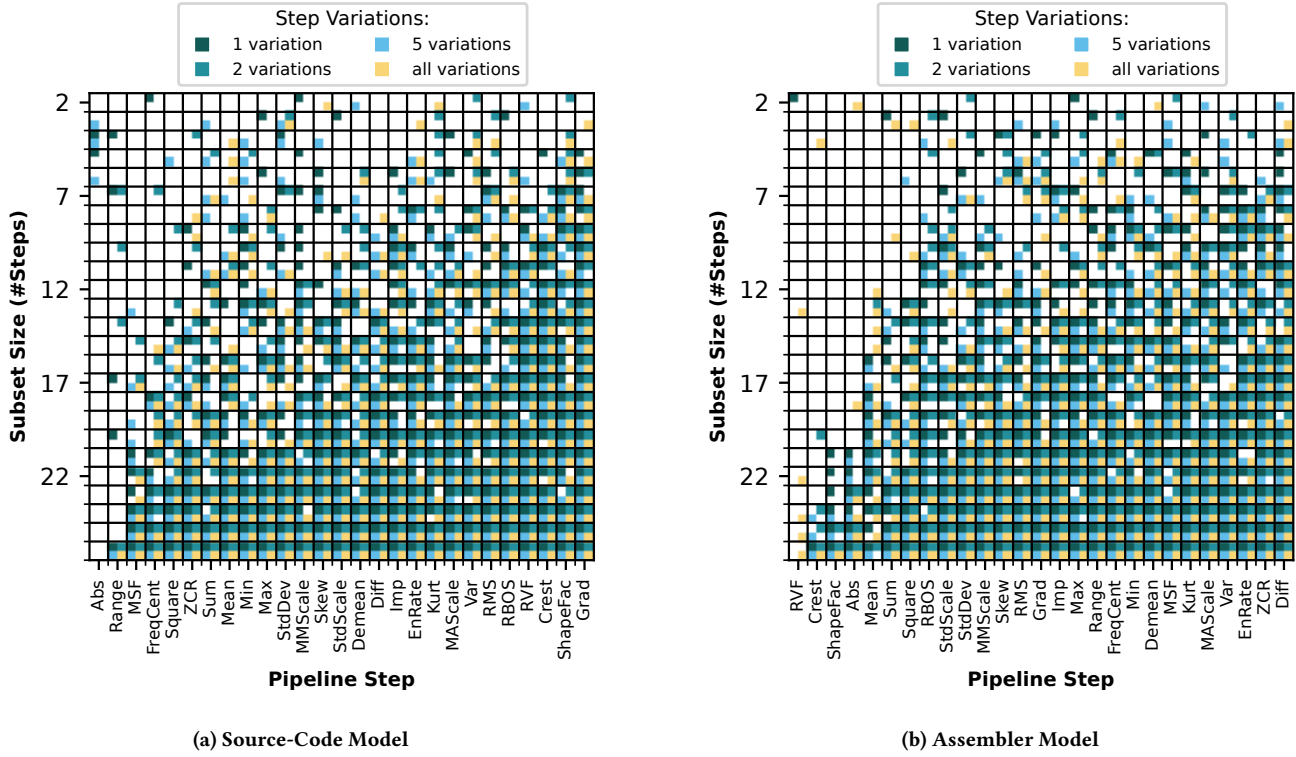 Step Variations:
1 variation
5 variations
2 variations
all variations
Subset Size (#Steps)
2
7
12
17
22
Abs
Range
MSF
FreqCent
Square
ZCR
Sum
Mean
Min
Max
StdDev
MMScale
Skew
StdScale
Demean
Diff
Imp
EnRate
Kurt
MAScale
Var
RMS
RBOS
RVF
Crest
ShapeFac
Grad
Pipeline Step
(a) Source-Code Model
Step Variations:
1 variation
5 variations
2 variations
all variations
Subset Size (#Steps)
2
7
12
17
22
RVF
Crest
ShapeFac
Abs
Mean
Sum
Square
RBOS
StdScale
StdDev
MMScale
Skew
RMS
Grad
Imp
Max
Range
FreqCent
Min
Demean
MSF
Kurt
MAScale
Var
EnRate
ZCR
Diff
Pipeline Step
(b) Assembler Model